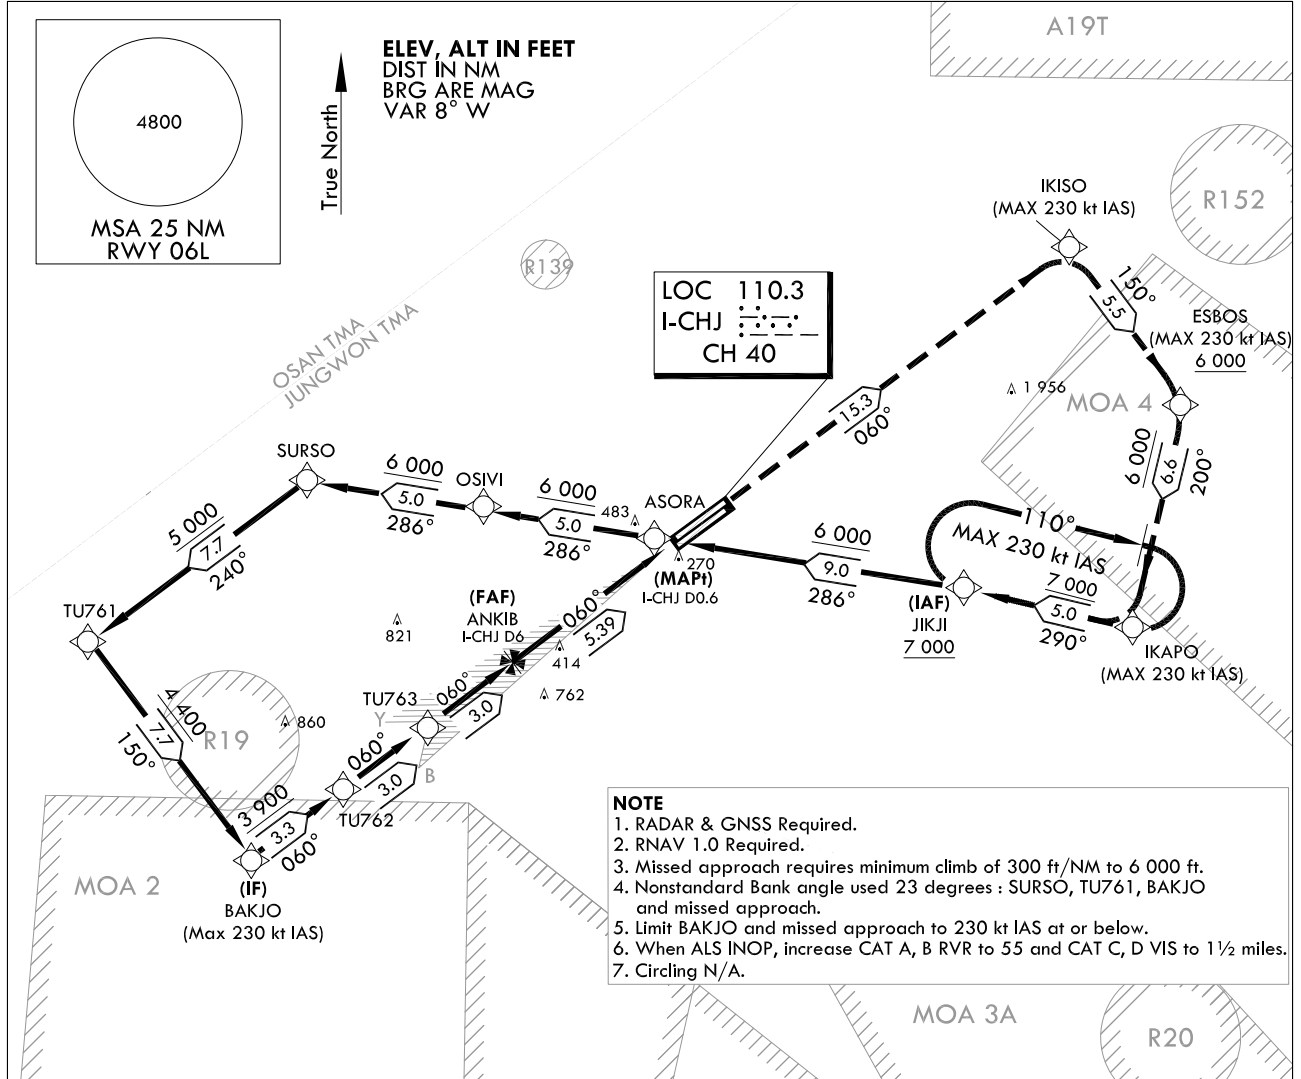 4800
MSA 25 NM
RWY 06L
True North
ELEV, ALT IN FEET
DIST IN NM
BRG ARE MAG
VAR 8° W
A19T
R152
R139
OSAN TMA
JUNGWON TMA
LOC 110.3
I-CHJ
CH 40
IKISO
(MAX 230 kt IAS)
150°
5.5
ESBOS
(MAX 230 kt IAS)
6 000
1 956
MOA 4
15.3
060°
6 000
6.6
200°
SURSO
6 000
5.0
286°
OSIVI
6 000
5.0
286°
483
ASORA
270
(MAPt)
I-CHJ D0.6
6 000
9.0
286°
110°
MAX 230 kt IAS
(IAF)
JIKJI
7 000
7 000
5.0
290°
IKAPO
(MAX 230 kt IAS)
5 000
7.7
240°
TU761
821
(FAF)
ANKIB
I-CHJ D6
060°
5.39
414
762
TU763
Y
B
060°
3.0
4 400
7.7
150°
R19
860
060°
3.0
TU762
3 900
3.3
060°
(IF)
BAKJO
(Max 230 kt IAS)
MOA 2
NOTE
1. RADAR & GNSS Required.
2. RNAV 1.0 Required.
3. Missed approach requires minimum climb of 300 ft/NM to 6 000 ft.
4. Nonstandard Bank angle used 23 degrees : SURSO, TU761, BAKJO
and missed approach.
5. Limit BAKJO and missed approach to 230 kt IAS at or below.
6. When ALS INOP, increase CAT A, B RVR to 55 and CAT C, D VIS to 1½ miles.
7. Circling N/A.
MOA 3A
R20